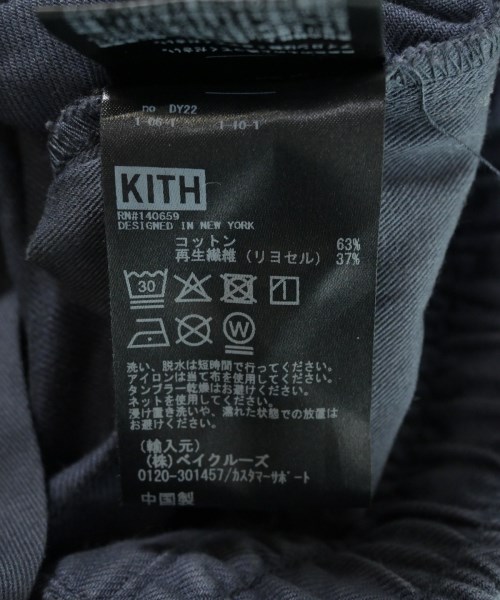 no DY22
1-10-1
KITH
RN#140659
DESIGNED IN NEW YORK
コットン 63%
再生繊維(リヨセル) 37%
30
W
洗い、脱水は短時間で行ってください。
アイロンは当て布を使用してください。
タンブラー乾燥はお避けください。
ネットを使用してください。
浸け置き洗いや、濡れた状態での放置は
お避けください。
(輸入元)
(株)ベイクルーズ
0120-301457/カスタマーサポート
中国製